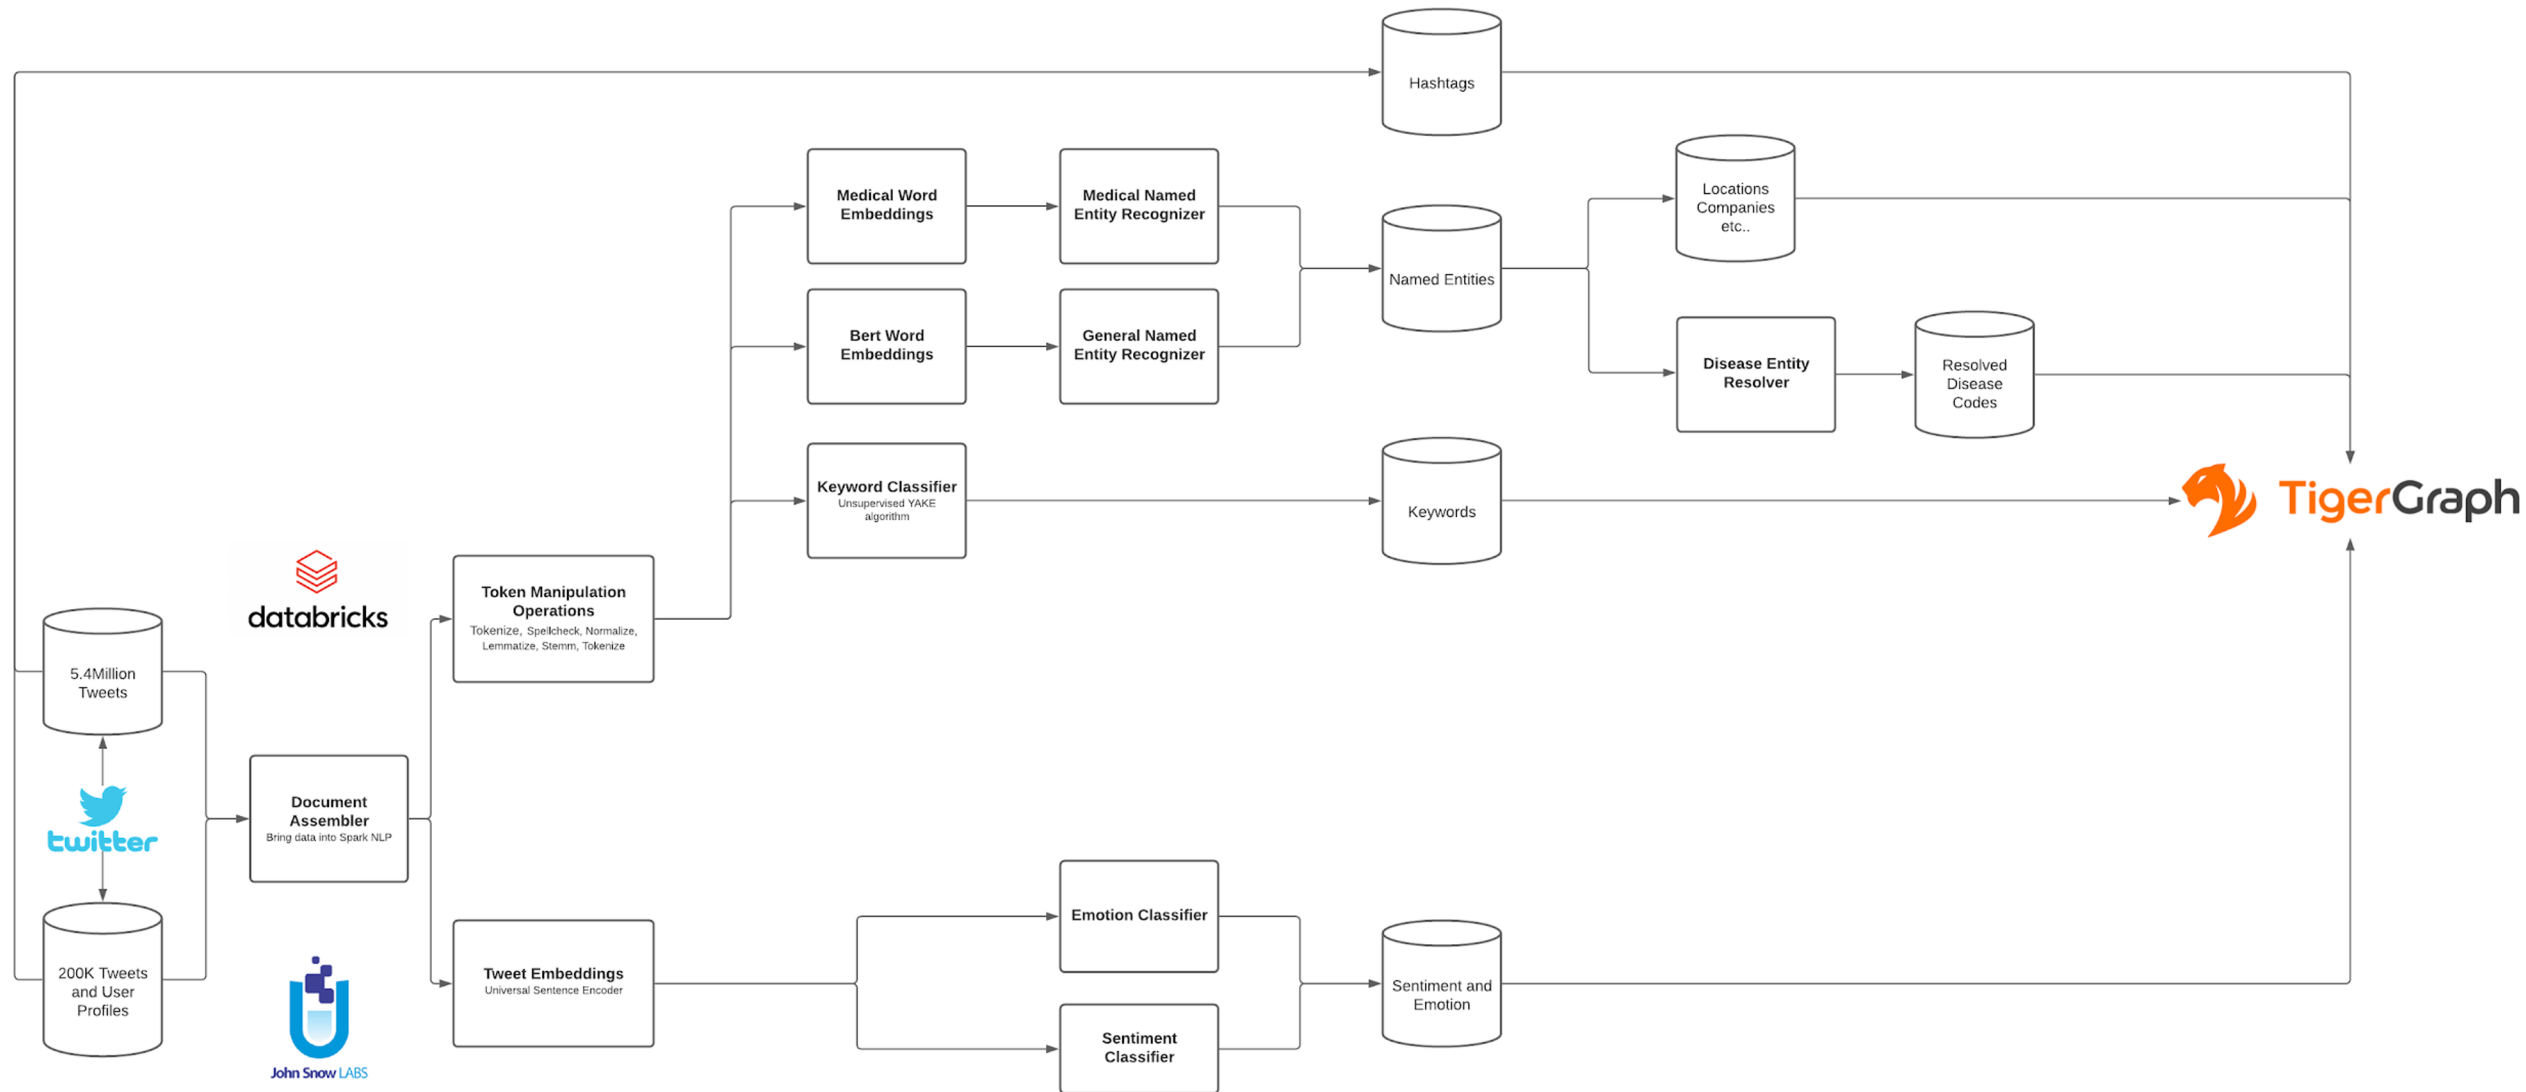 Hashtags
Medical Word
Embeddings
Medical Named
Entity Recognizer
Locations
Companies
etc..
Named Entities
Bert Word
Embeddings
General Named
Entity Recognizer
Disease Entity
Resolver
Resolved
Disease
Codes
Keyword Classifier
Unsupervised YAKE
algorithm
Keywords
TigerGraph
databricks
Token Manipulation
Operations
Tokenize, Spellcheck, Normalize,
Lemmatize, Stemm, Tokenize
5.4Million
Tweets
twitter
Document
Assembler
Bring data into Spark NLP
200K Tweets
and User
Profiles
John Snow LABS
Tweet Embeddings
Universal Sentence Encoder
Emotion Classifier
Sentiment
Classifier
Sentiment and
Emotion